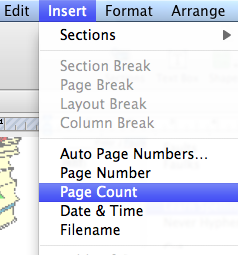 Edit Insert Format Arrange
Sections
Section Break
Page Break
Layout Break
Column Break
Auto Page Numbers...
Page Number
Page Count
Date & Time
Filename